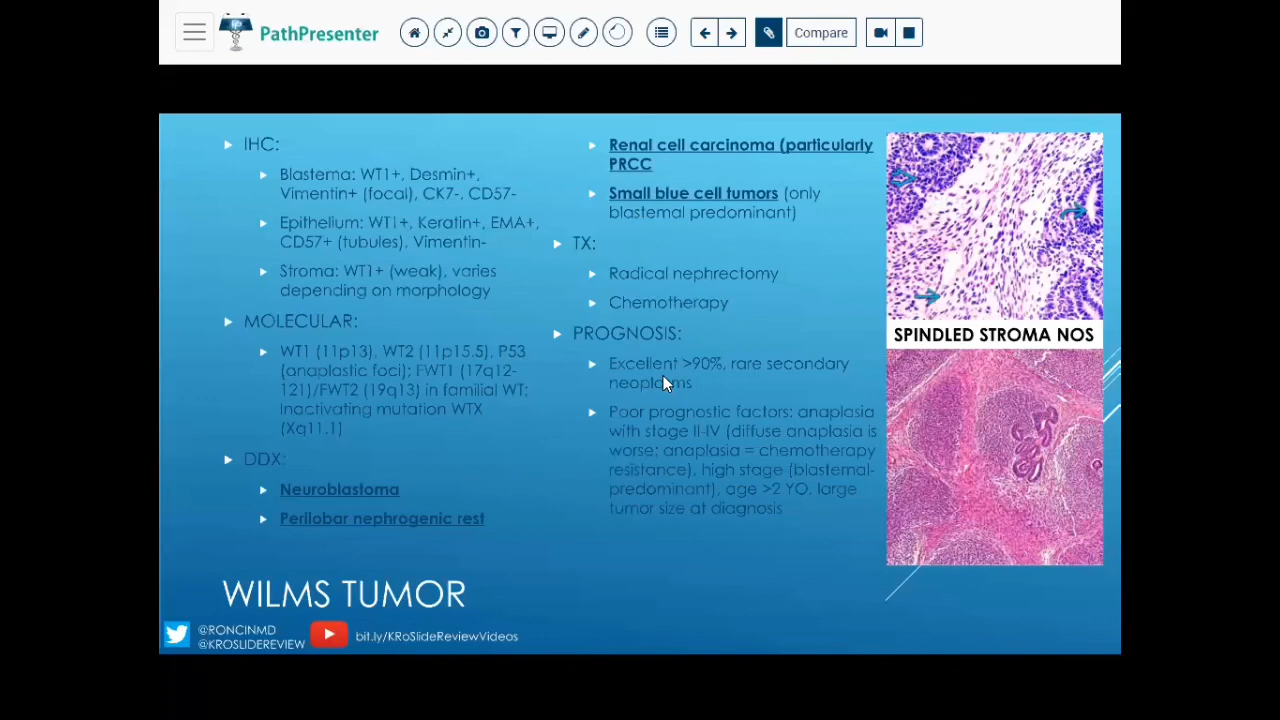 PathPresenter
Compare
IHC:
Blastema: WT1+, Desmin+,
Vimentin+ (focal), CK7-, CD57-
Epithelium: WT1+, Keratin+, EMA+,
CD57+ (tubules), Vimentin-
Stroma: WT1+ (weak), varies
depending on morphology
MOLECULAR:
WT1 (11p13), WT2 (11p15.5), P53
(anaplastic foci); FWT1 (17q12-
121)/FWT2 (19q13) in familial WT;
Inactivating mutation WTX
(Xq11.1)
DDX:
Neuroblastoma
Perilobar nephrogenic rest
Renal cell carcinoma (particularly
PRCC
Small blue cell tumors (only
blastemal predominant)
TX:
Radical nephrectomy
Chemotherapy
PROGNOSIS:
Excellent >90%, rare secondary
neoplasms
Poor prognostic factors: anaplasia
with stage II-IV (diffuse anaplasia is
worse; anaplasia = chemotherapy
resistance), high stage (blastemal-
predominant), age >2 YO, large
tumor size at diagnosis
SPINDLED STROMA NOS
WILMS TUMOR
@RONCINMD
@KROSLIDEREVIEW
bit.ly/KRoSlideReviewVideos